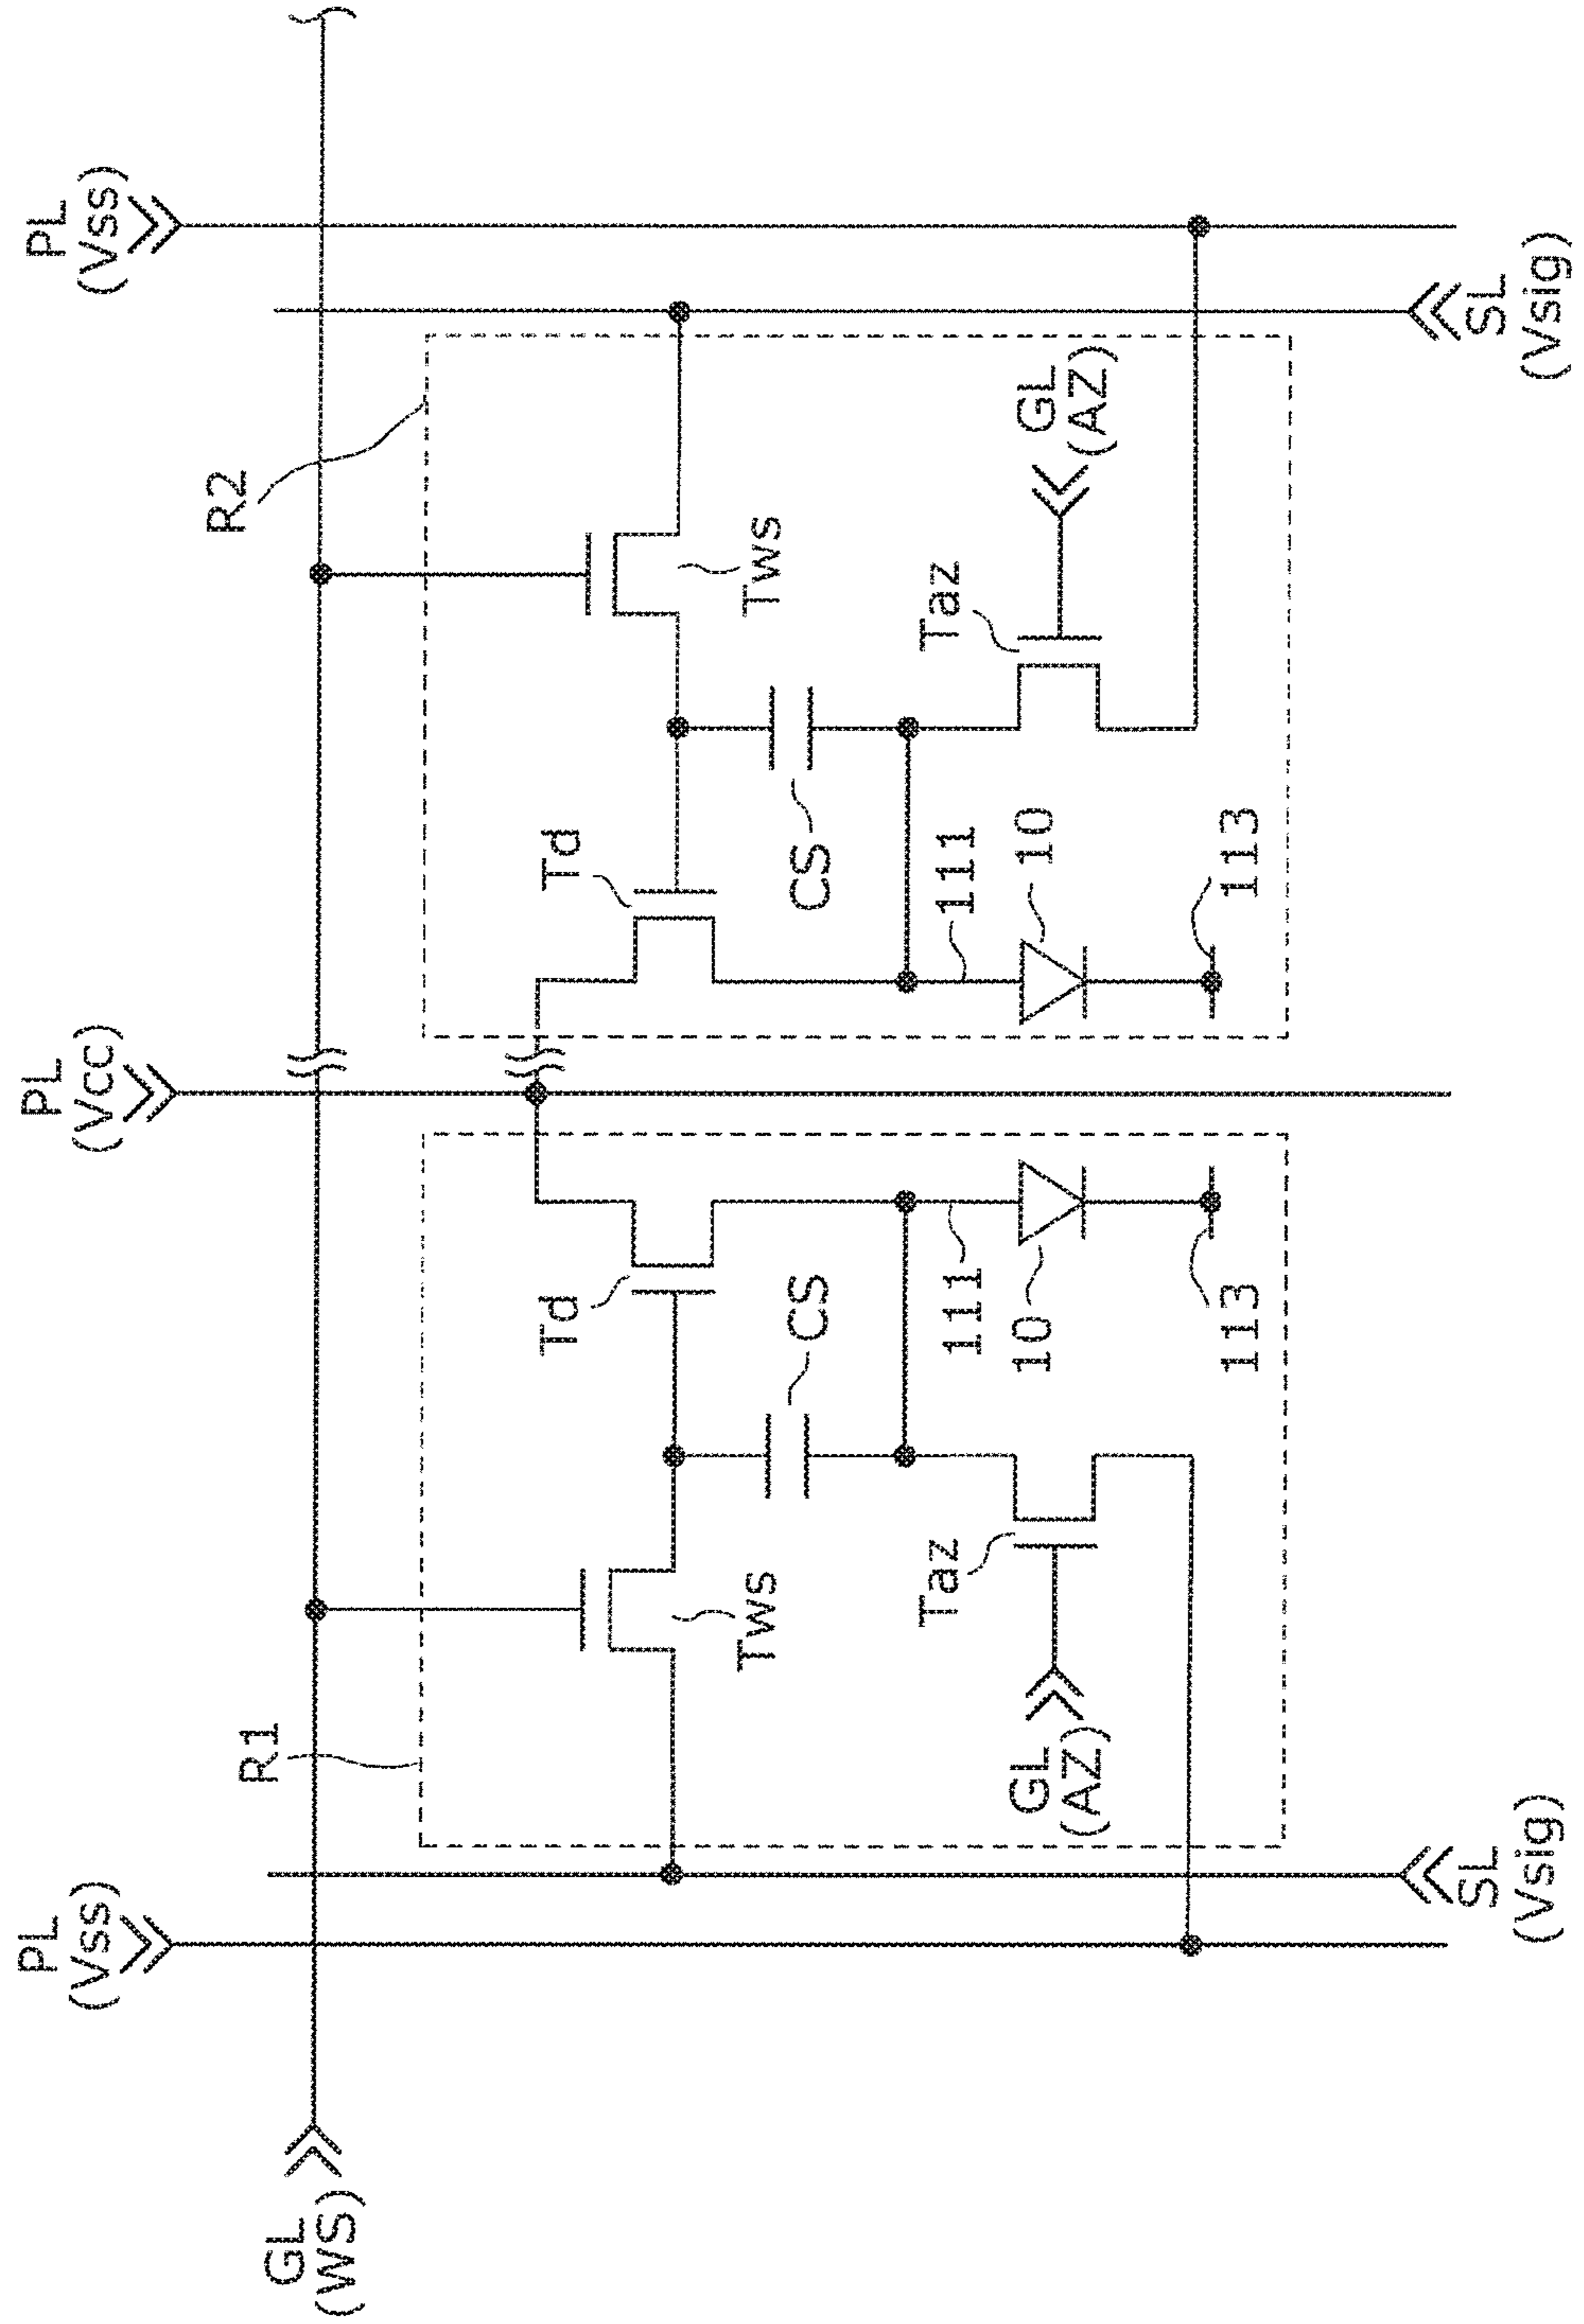 PL
(Vss)
PL
(Vcc)
PL
(Vss)
GL
(WS)
R1
R2
Td
Td
Tws
Tws
CS
CS
Taz
Taz
GL
(AZ)
GL
(AZ)
111
111
10
10
113
113
SL
(Vsig)
SL
(Vsig)